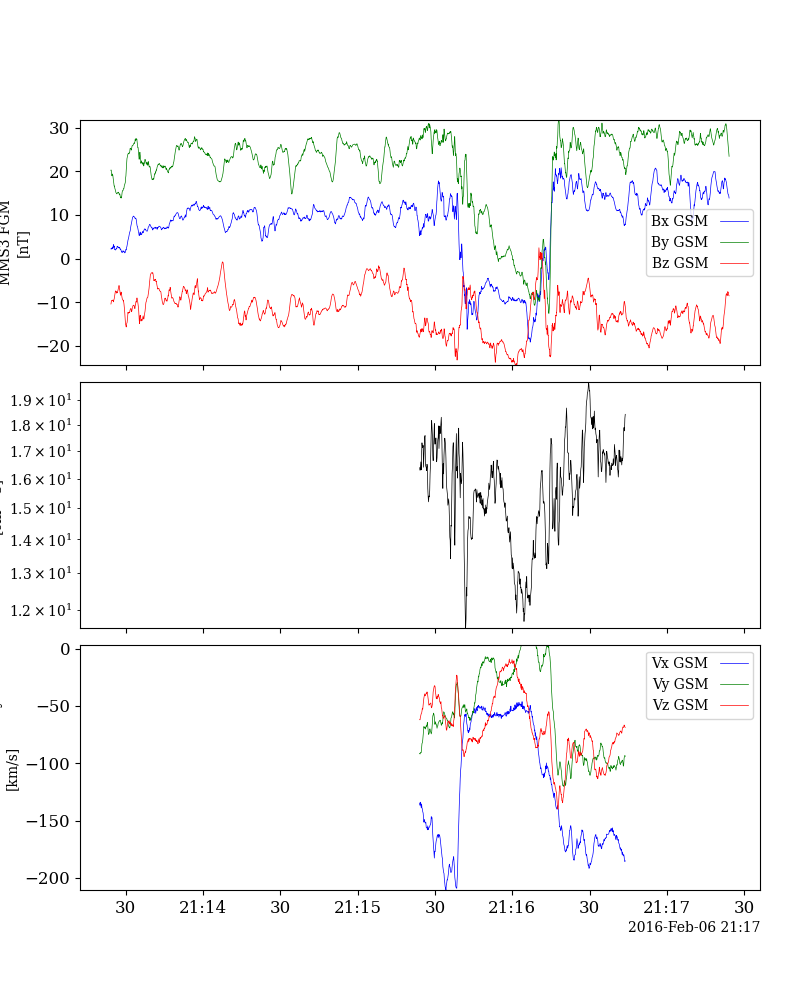 30
20
10
0
−10
−20
MMS3 FGM
[nT]
Bx GSM
By GSM
Bz GSM
1.9 × 10¹
1.8 × 10¹
1.7 × 10¹
1.6 × 10¹
1.5 × 10¹
1.4 × 10¹
1.3 × 10¹
1.2 × 10¹
0
−50
−100
−150
−200
[km/s]
Vx GSM
Vy GSM
Vz GSM
30
21:14
30
21:15
30
21:16
30
21:17
30
2016-Feb-06 21:17